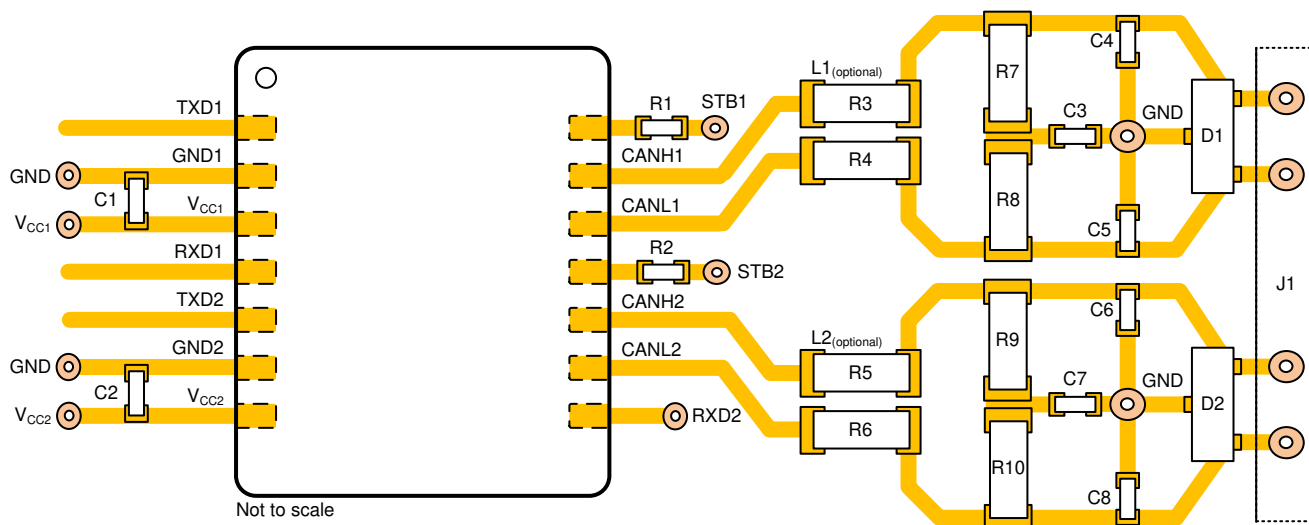 TXD1
GND1
GND
C1
VCC1
VCC1
RXD1
TXD2
GND2
GND
C2
VCC2
VCC2
Not to scale
R1
STB1
CANH1
CANL1
R2
STB2
CANH2
CANL2
RXD2
L1(optional)
R3
R4
R7
R8
C3
C4
C5
GND
D1
L2(optional)
R5
R6
R9
R10
C6
C7
C8
GND
D2
J1